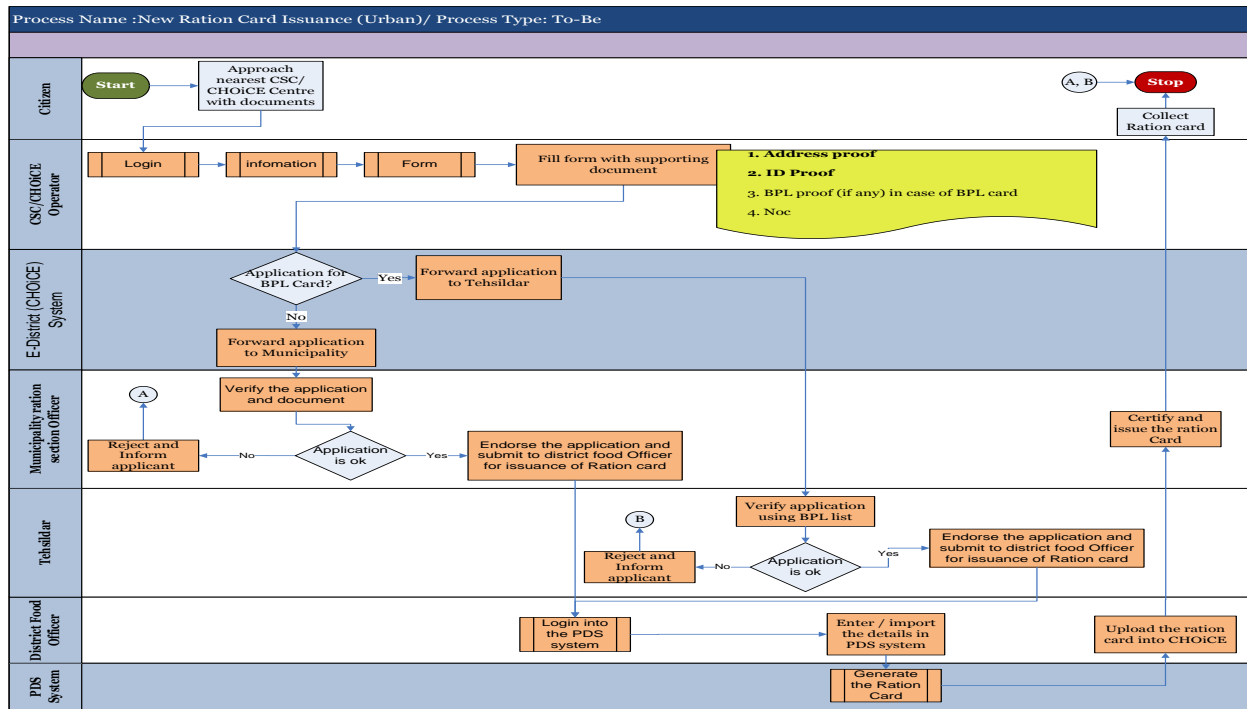 Process Name :New Ration Card Issuance (Urban)/ Process Type: To-Be
Citizen
Start
Approach
nearest CSC/
CHOiCE Centre
with documents
A, B
Stop
Collect
Ration card
CSC/CHOiCE
Operator
Login
infomation
Form
Fill form with supporting
document
1. Address proof
2. ID Proof
3. BPL proof (if any) in case of BPL card
4. Noc
E-District (CHOiCE)
System
Application for
BPL Card?
Yes
Forward application
to Tehsildar
No
Forward application
to Municipality
Municipality ration
section Officer
A
Verify the application
and document
Reject and
Inform
applicant
No
Application
is ok
Yes
Endorse the application and
submit to district food Officer
for issuance of Ration card
Certify and
issue the ration
Card
Tehsildar
B
Verify application
using BPL list
Reject and
Inform
applicant
No
Application
is ok
Yes
Endorse the application and
submit to district food Officer
for issuance of Ration card
District Food
Officer
Login into
the PDS
system
Enter / import
the details in
PDS system
Upload the ration
card into CHOiCE
PDS
System
Generate
the Ration
Card